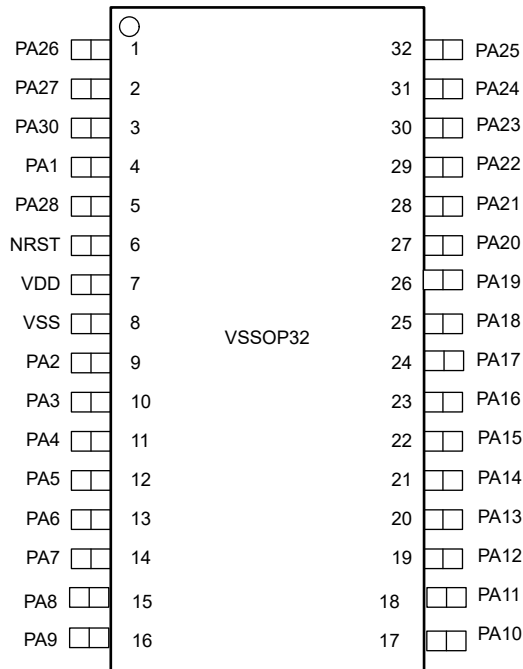 PA26 1 32 PA25
PA27 2 31 PA24
PA30 3 30 PA23
PA1 4 29 PA22
PA28 5 28 PA21
NRST 6 27 PA20
VDD 7 26 PA19
VSS 8 25 PA18
VSSOP32
PA2 9 24 PA17
PA3 10 23 PA16
PA4 11 22 PA15
PA5 12 21 PA14
PA6 13 20 PA13
PA7 14 19 PA12
PA8 15 18 PA11
PA9 16 17 PA10